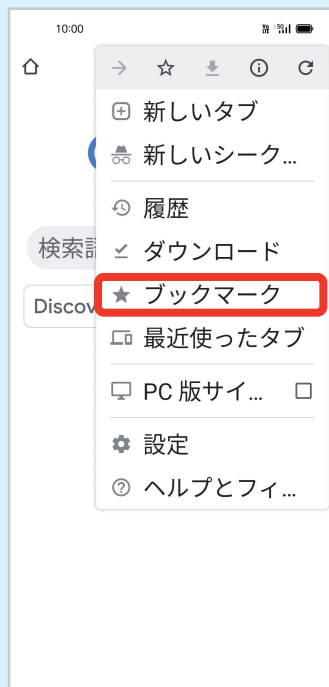 10:00
新しいタブ
新しいシーク...
履歴
検索語
ダウンロード
ブックマーク
Discov
最近使ったタブ
PC 版サイ...
設定
ヘルプとフィ...